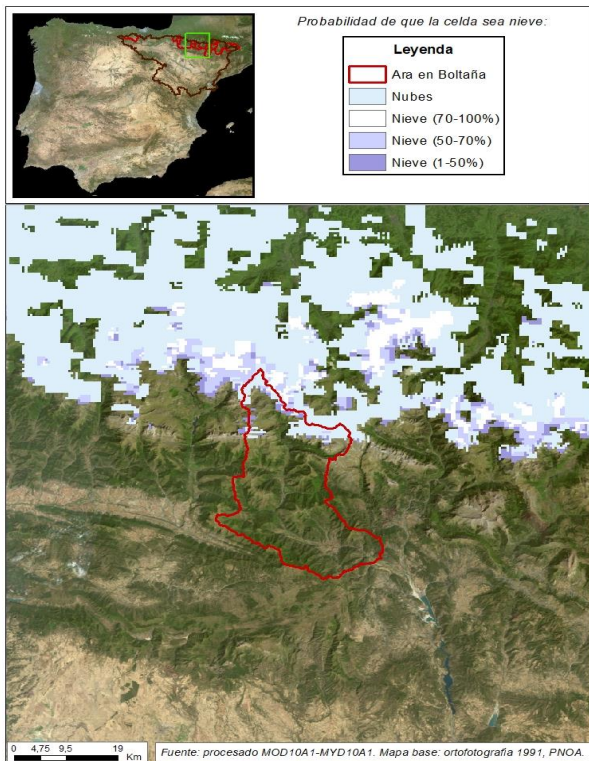 Probabilidad de que la celda sea nieve:
Leyenda
Ara en Boltaña
Nubes
Nieve (70-100%)
Nieve (50-70%)
Nieve (1-50%)
0 4,75 9,5 19
Km
Fuente: procesado MOD10A1-MYD10A1. Mapa base: ortofotografía 1991, PNOA.